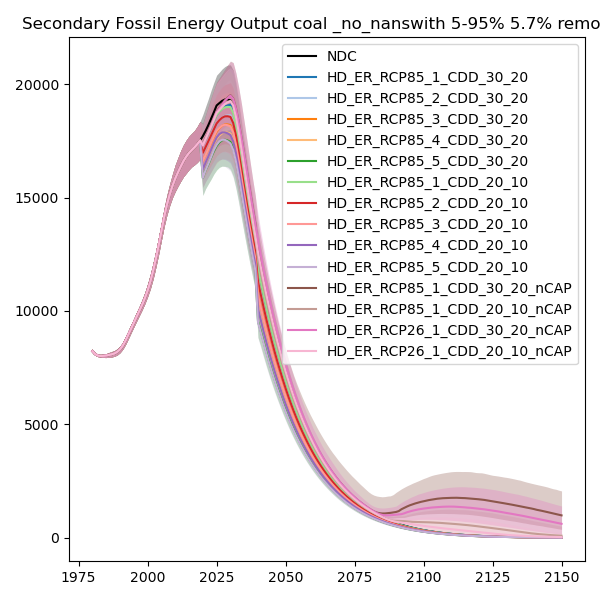 Secondary Fossil Energy Output coal _no_nanswith 5-95% 5.7% remo
20000
15000
10000
5000
0
NDC
HD_ER_RCP85_1_CDD_30_20
HD_ER_RCP85_2_CDD_30_20
HD_ER_RCP85_3_CDD_30_20
HD_ER_RCP85_4_CDD_30_20
HD_ER_RCP85_5_CDD_30_20
HD_ER_RCP85_1_CDD_20_10
HD_ER_RCP85_2_CDD_20_10
HD_ER_RCP85_3_CDD_20_10
HD_ER_RCP85_4_CDD_20_10
HD_ER_RCP85_5_CDD_20_10
HD_ER_RCP85_1_CDD_30_20_nCAP
HD_ER_RCP85_1_CDD_20_10_nCAP
HD_ER_RCP26_1_CDD_30_20_nCAP
HD_ER_RCP26_1_CDD_20_10_nCAP
1975 2000 2025 2050 2075 2100 2125 2150